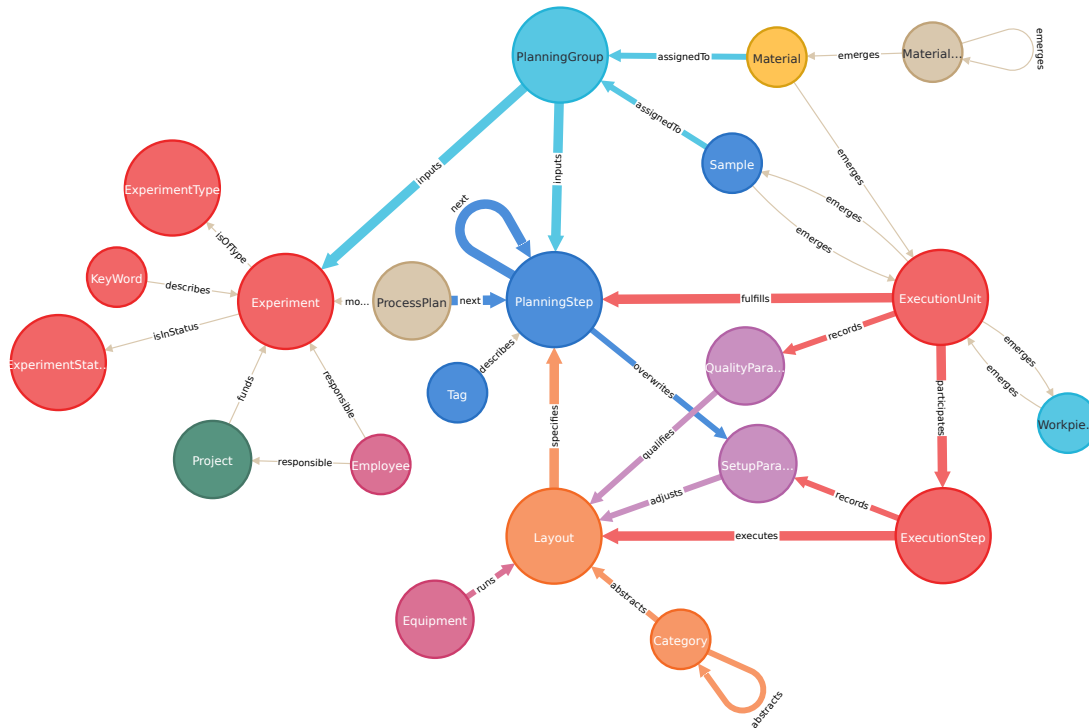 emerges
PlanningGroup
assignedTo
Material
emerges
Material...
assignedTo
inputs
inputs
Sample
emerges
ExperimentType
next
emerges
emerges
isOfType
KeyWord
describes
Experiment
mo...
ProcessPlan
next
PlanningStep
fulfills
ExecutionUnit
isInStatus
records
emerges
ExperimentStat...
describes
QualityPara...
funds
responsible
Tag
overwrites
emerges
participates
specifies
Workpie...
qualifies
Project
responsible
Employee
SetupPara...
adjusts
records
Layout
executes
ExecutionStep
runs
abstracts
Equipment
Category
abstracts